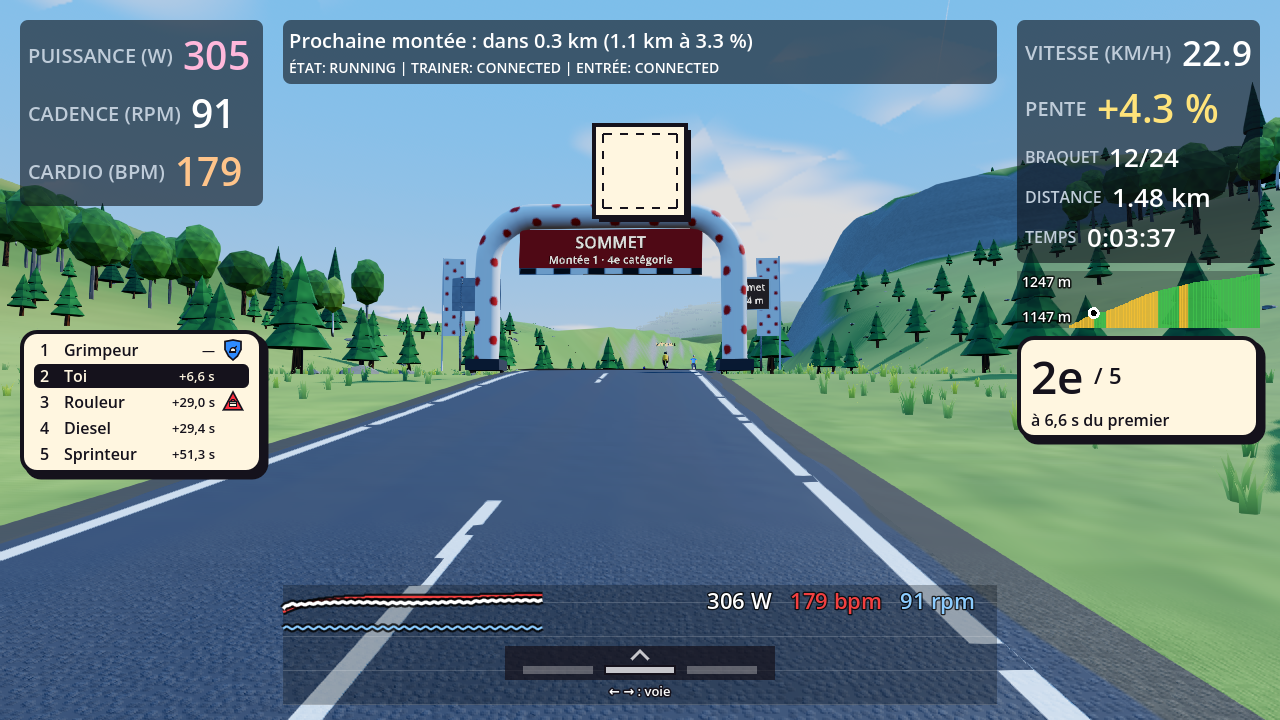 PUISSANCE (W) 305
CADENCE (RPM) 91
CARDIO (BPM) 179
Prochaine montée : dans 0.3 km (1.1 km à 3.3 %)
ÉTAT: RUNNING | TRAINER: CONNECTED | ENTRÉE: CONNECTED
VITESSE (KM/H) 22.9
PENTE +4.3 %
BRAQUET 12/24
DISTANCE 1.48 km
TEMPS 0:03:37
1247 m
1147 m
SOMMET
Montée 1 · 4e catégorie
met
4 m
1 Grimpeur —
2 Toi +6,6 s
3 Rouleur +29,0 s
4 Diesel +29,4 s
5 Sprinteur +51,3 s
2e / 5
à 6,6 s du premier
306 W 179 bpm 91 rpm
← → : voie